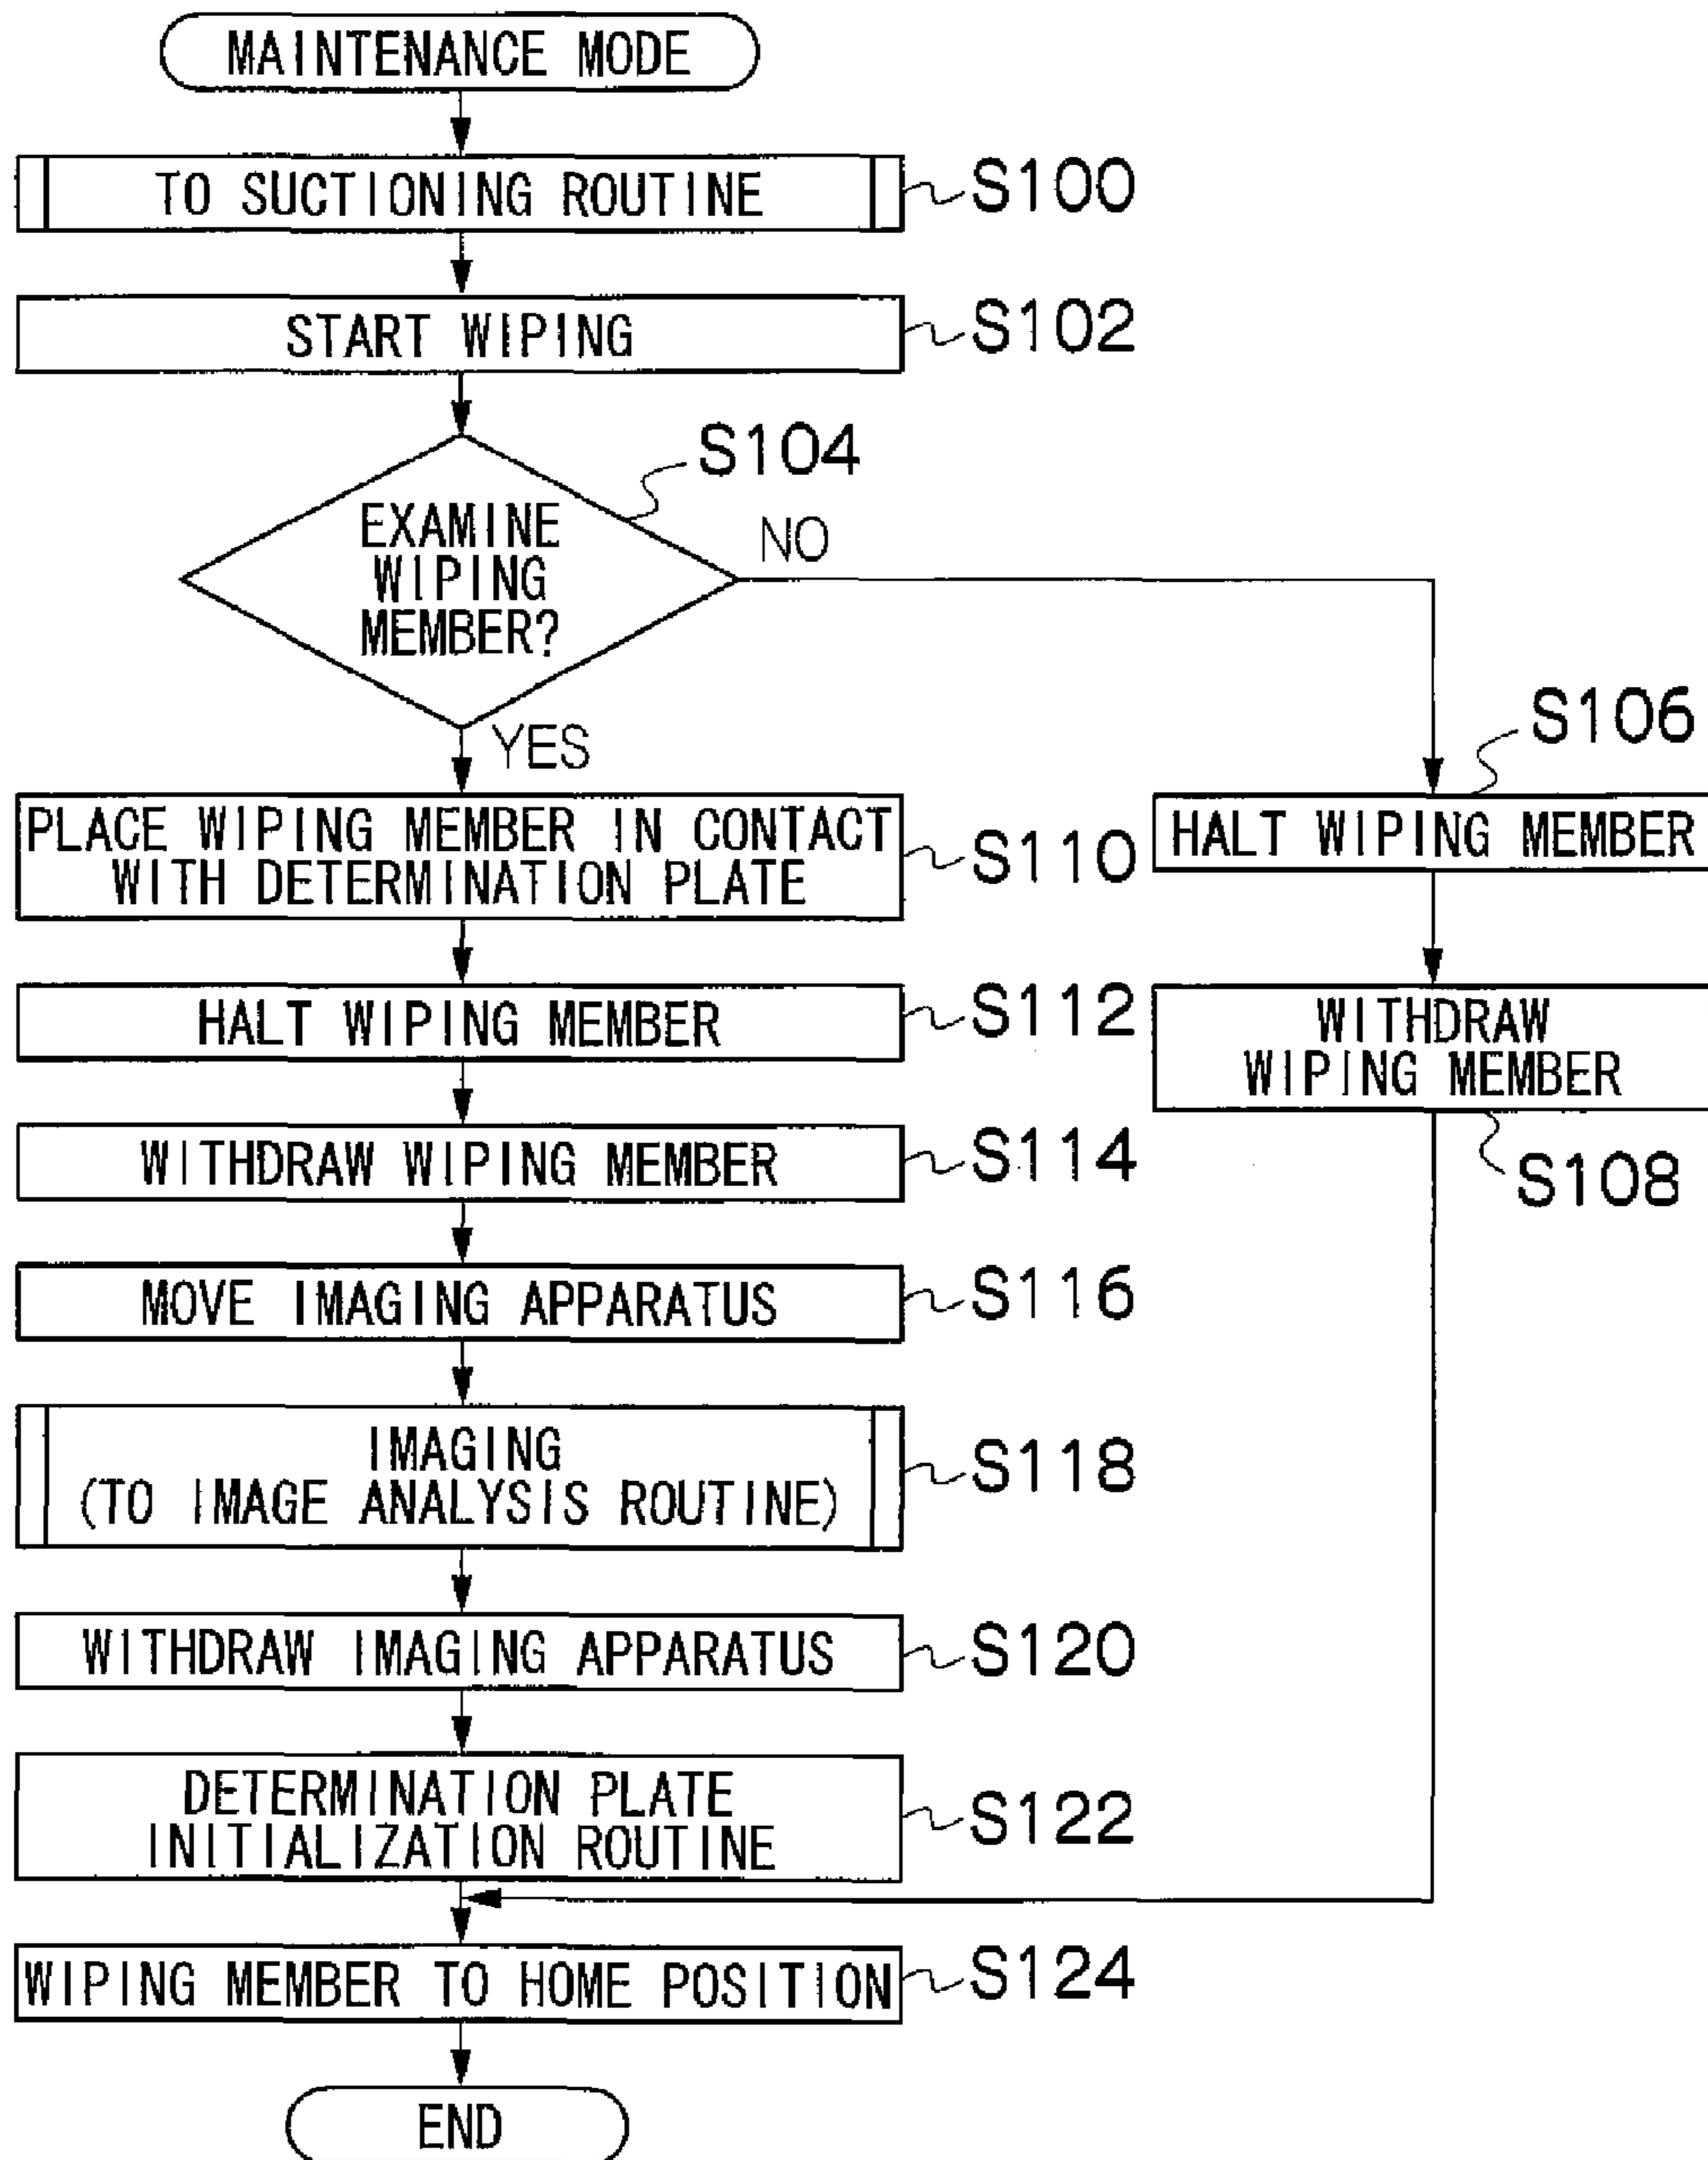 MAINTENANCE MODE
TO SUCTIONING ROUTINE
S100
START WIPING
S102
S104
EXAMINE
WIPING
MEMBER?
NO
YES
S106
HALT WIPING MEMBER
WITHDRAW
WIPING MEMBER
S108
PLACE WIPING MEMBER IN CONTACT
WITH DETERMINATION PLATE
S110
HALT WIPING MEMBER
S112
WITHDRAW WIPING MEMBER
S114
MOVE IMAGING APPARATUS
S116
IMAGING
(TO IMAGE ANALYSIS ROUTINE)
S118
WITHDRAW IMAGING APPARATUS
S120
DETERMINATION PLATE
INITIALIZATION ROUTINE
S122
WIPING MEMBER TO HOME POSITION
S124
END